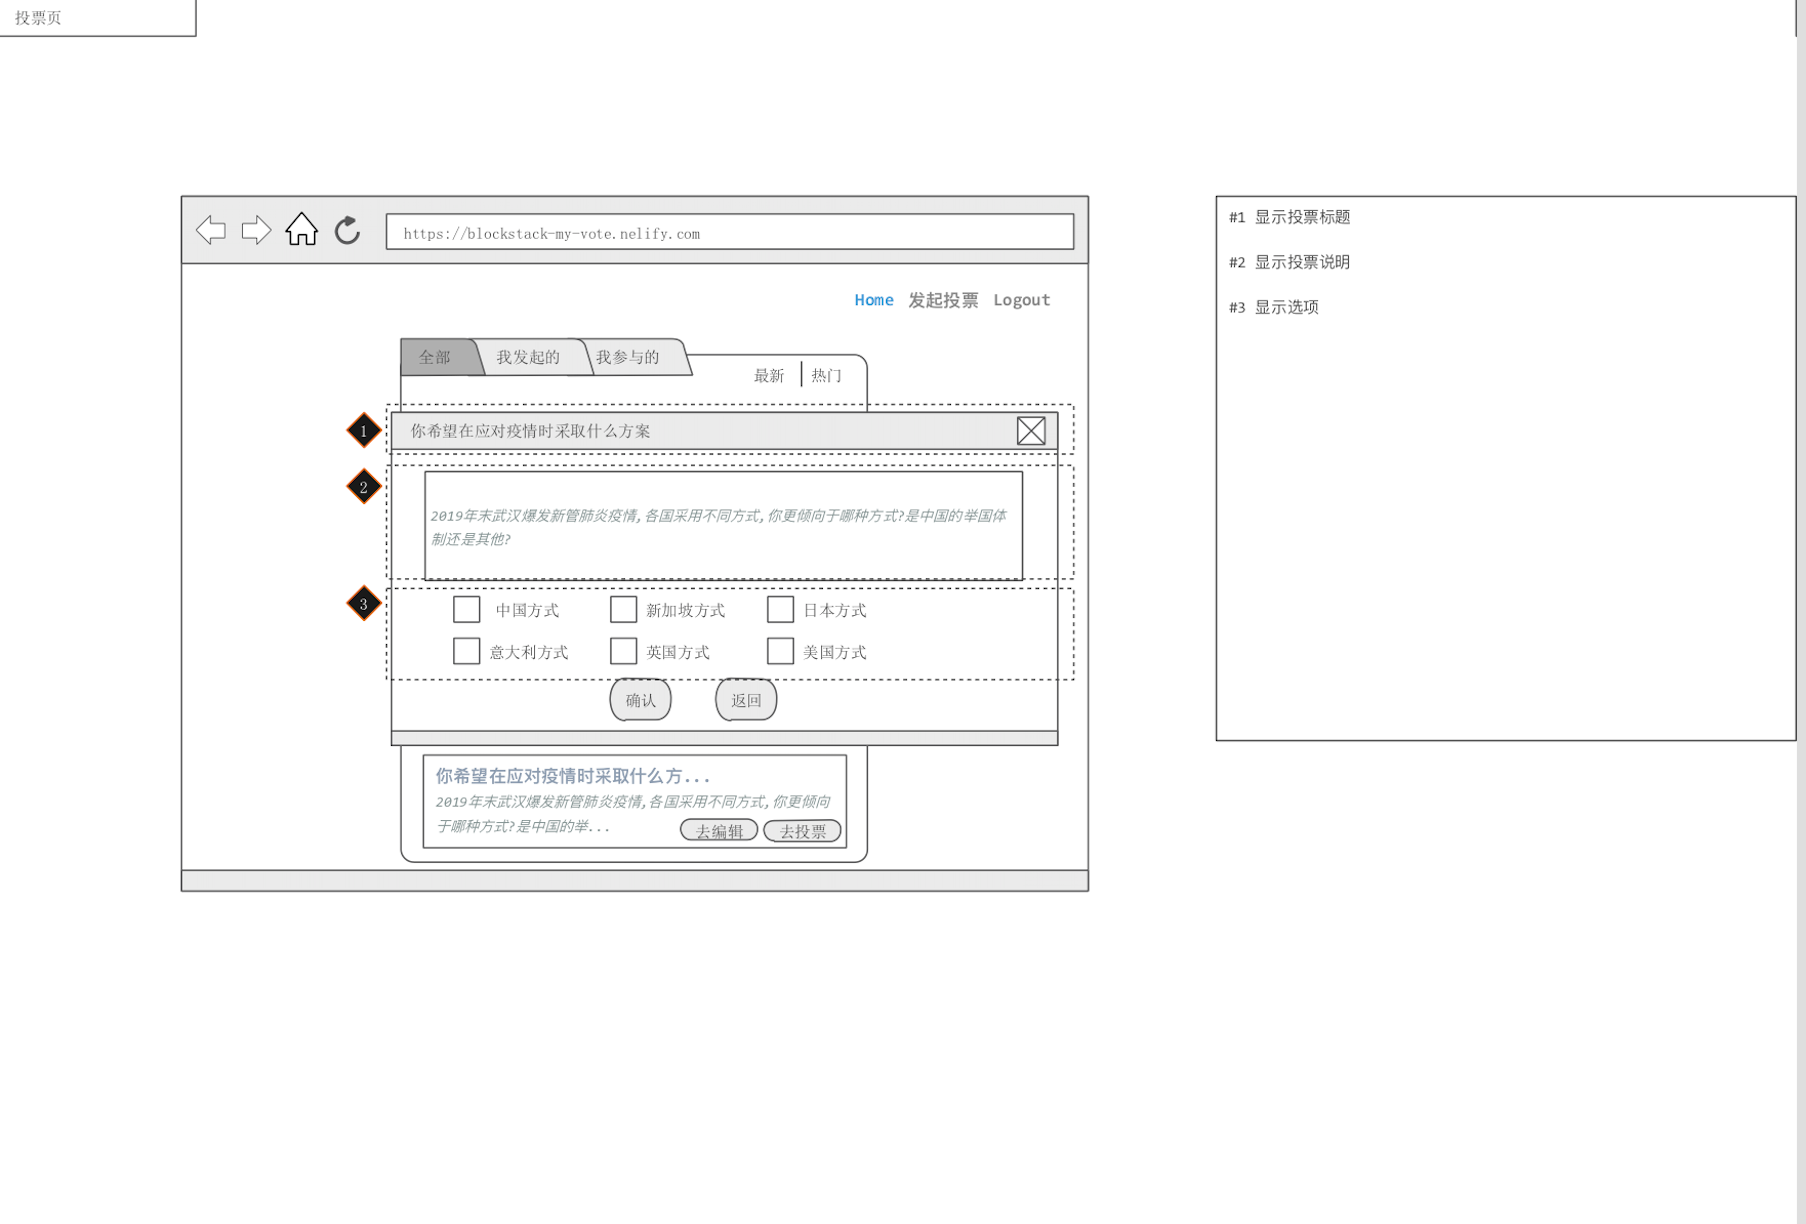 投票页
https://blockstack-my-vote.nelify.com
Home 发起投票 Logout
全部 我发起的 我参与的
最新 热门
1
你希望在应对疫情时采取什么方案
2
2019年末武汉爆发新管肺炎疫情,各国采用不同方式,你更倾向于哪种方式?是中国的举国体
制还是其他?
3
中国方式 新加坡方式 日本方式
意大利方式 英国方式 美国方式
确认 返回
你希望在应对疫情时采取什么方...
2019年末武汉爆发新管肺炎疫情,各国采用不同方式,你更倾向
于哪种方式?是中国的举...
去编辑 去投票
#1 显示投票标题
#2 显示投票说明
#3 显示选项